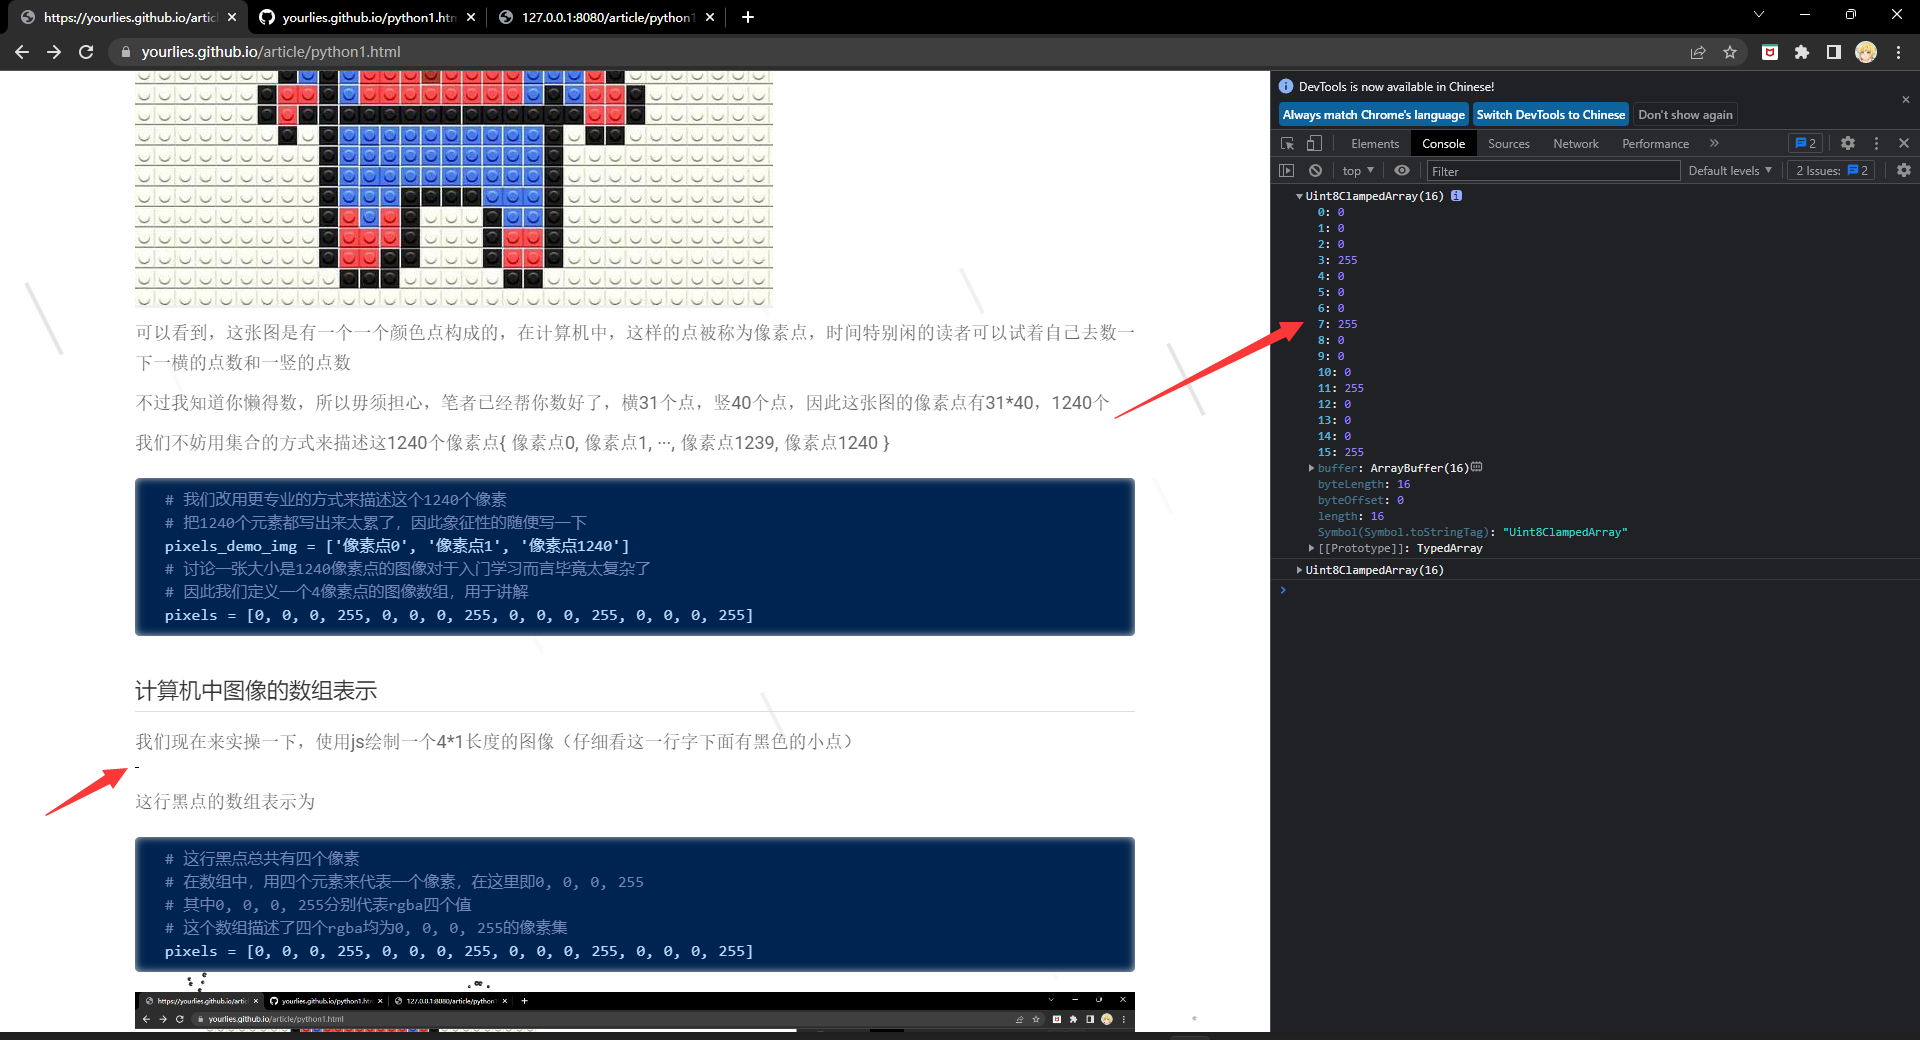 https://yourlies.github.io/artic
yourlies.github.io/python1.htm
127.0.0.1:8080/article/python1
yourlies.github.io/article/python1.html
可以看到，这张图是有一个一个颜色点构成的，在计算机中，这样的点被称为像素点，时间特别闲的读者可以试着自己去数一
下一横的点数和一竖的点数
不过我知道你懒得数，所以毋须担心，笔者已经帮你数好了，横31个点，竖40个点，因此这张图的像素点有31*40，1240个
我们不妨用集合的方式来描述这1240个像素点{ 像素点0, 像素点1, ···, 像素点1239, 像素点1240 }
# 我们改用更专业的方式来描述这个1240个像素
# 把1240个元素都写出来太累了，因此象征性的随便写一下
pixels_demo_img = ['像素点0', '像素点1', '像素点1240']
# 讨论一张大小是1240像素点的图像对于入门学习而言毕竟太复杂了
# 因此我们定义一个4像素点的图像数组，用于讲解
pixels = [0, 0, 0, 255, 0, 0, 0, 255, 0, 0, 0, 255, 0, 0, 0, 255]
计算机中图像的数组表示
我们现在来实操一下，使用js绘制一个4*1长度的图像（仔细看这一行字下面有黑色的小点）
这行黑点的数组表示为
# 这行黑点总共有四个像素
# 在数组中，用四个元素来代表一个像素，在这里即0, 0, 0, 255
# 其中0, 0, 0, 255分别代表rgba四个值
# 这个数组描述了四个rgba均为0, 0, 0, 255的像素集
pixels = [0, 0, 0, 255, 0, 0, 0, 255, 0, 0, 0, 255, 0, 0, 0, 255]
https://yourlies.github.io/artic
yourlies.github.io/python1.htm
127.0.0.1:8080/article/python1
yourlies.github.io/article/python1.html
DevTools is now available in Chinese!
Always match Chrome's language
Switch DevTools to Chinese
Don't show again
Elements
Console
Sources
Network
Performance
2
top
Filter
Default levels
2 Issues:
2
Uint8ClampedArray(16)
0: 0
1: 0
2: 0
3: 255
4: 0
5: 0
6: 0
7: 255
8: 0
9: 0
10: 0
11: 255
12: 0
13: 0
14: 0
15: 255
buffer: ArrayBuffer(16)
byteLength: 16
byteOffset: 0
length: 16
Symbol(Symbol.toStringTag): "Uint8ClampedArray"
[[Prototype]]: TypedArray
Uint8ClampedArray(16)